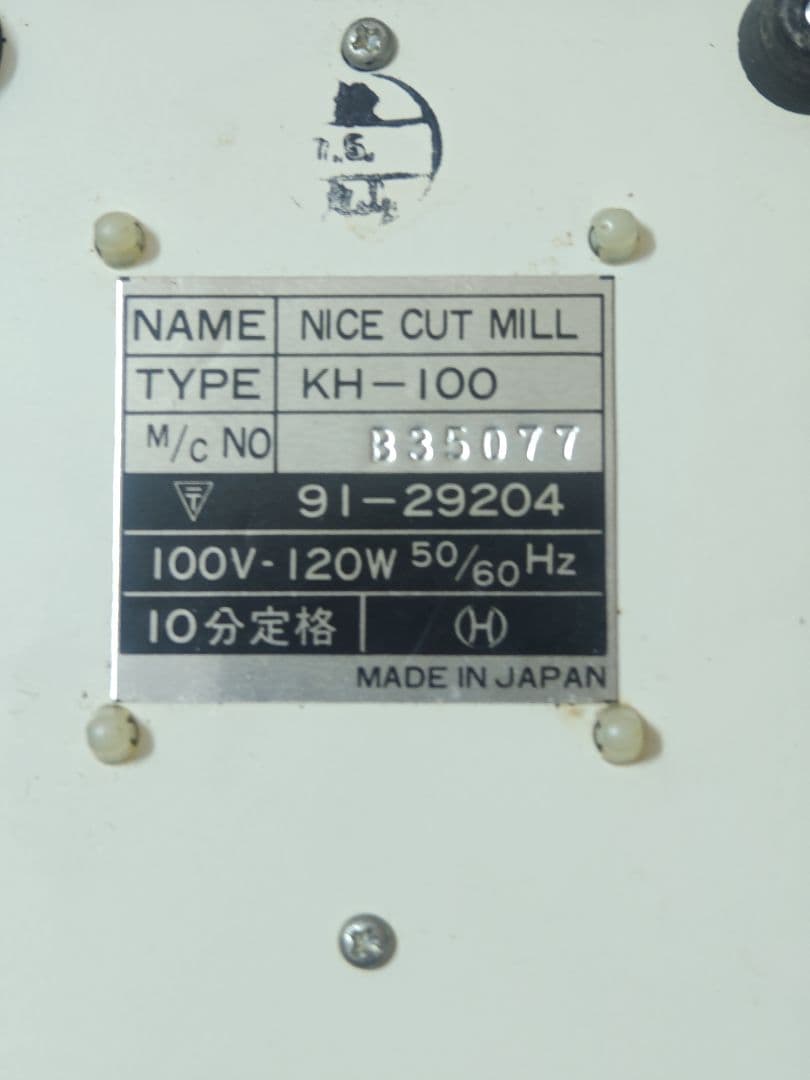 NAME NICE CUT MILL
TYPE KH-100
M/C NO B35077
〒 91-29204
100V-120W 50/60Hz
10分定格 (H)
MADE IN JAPAN